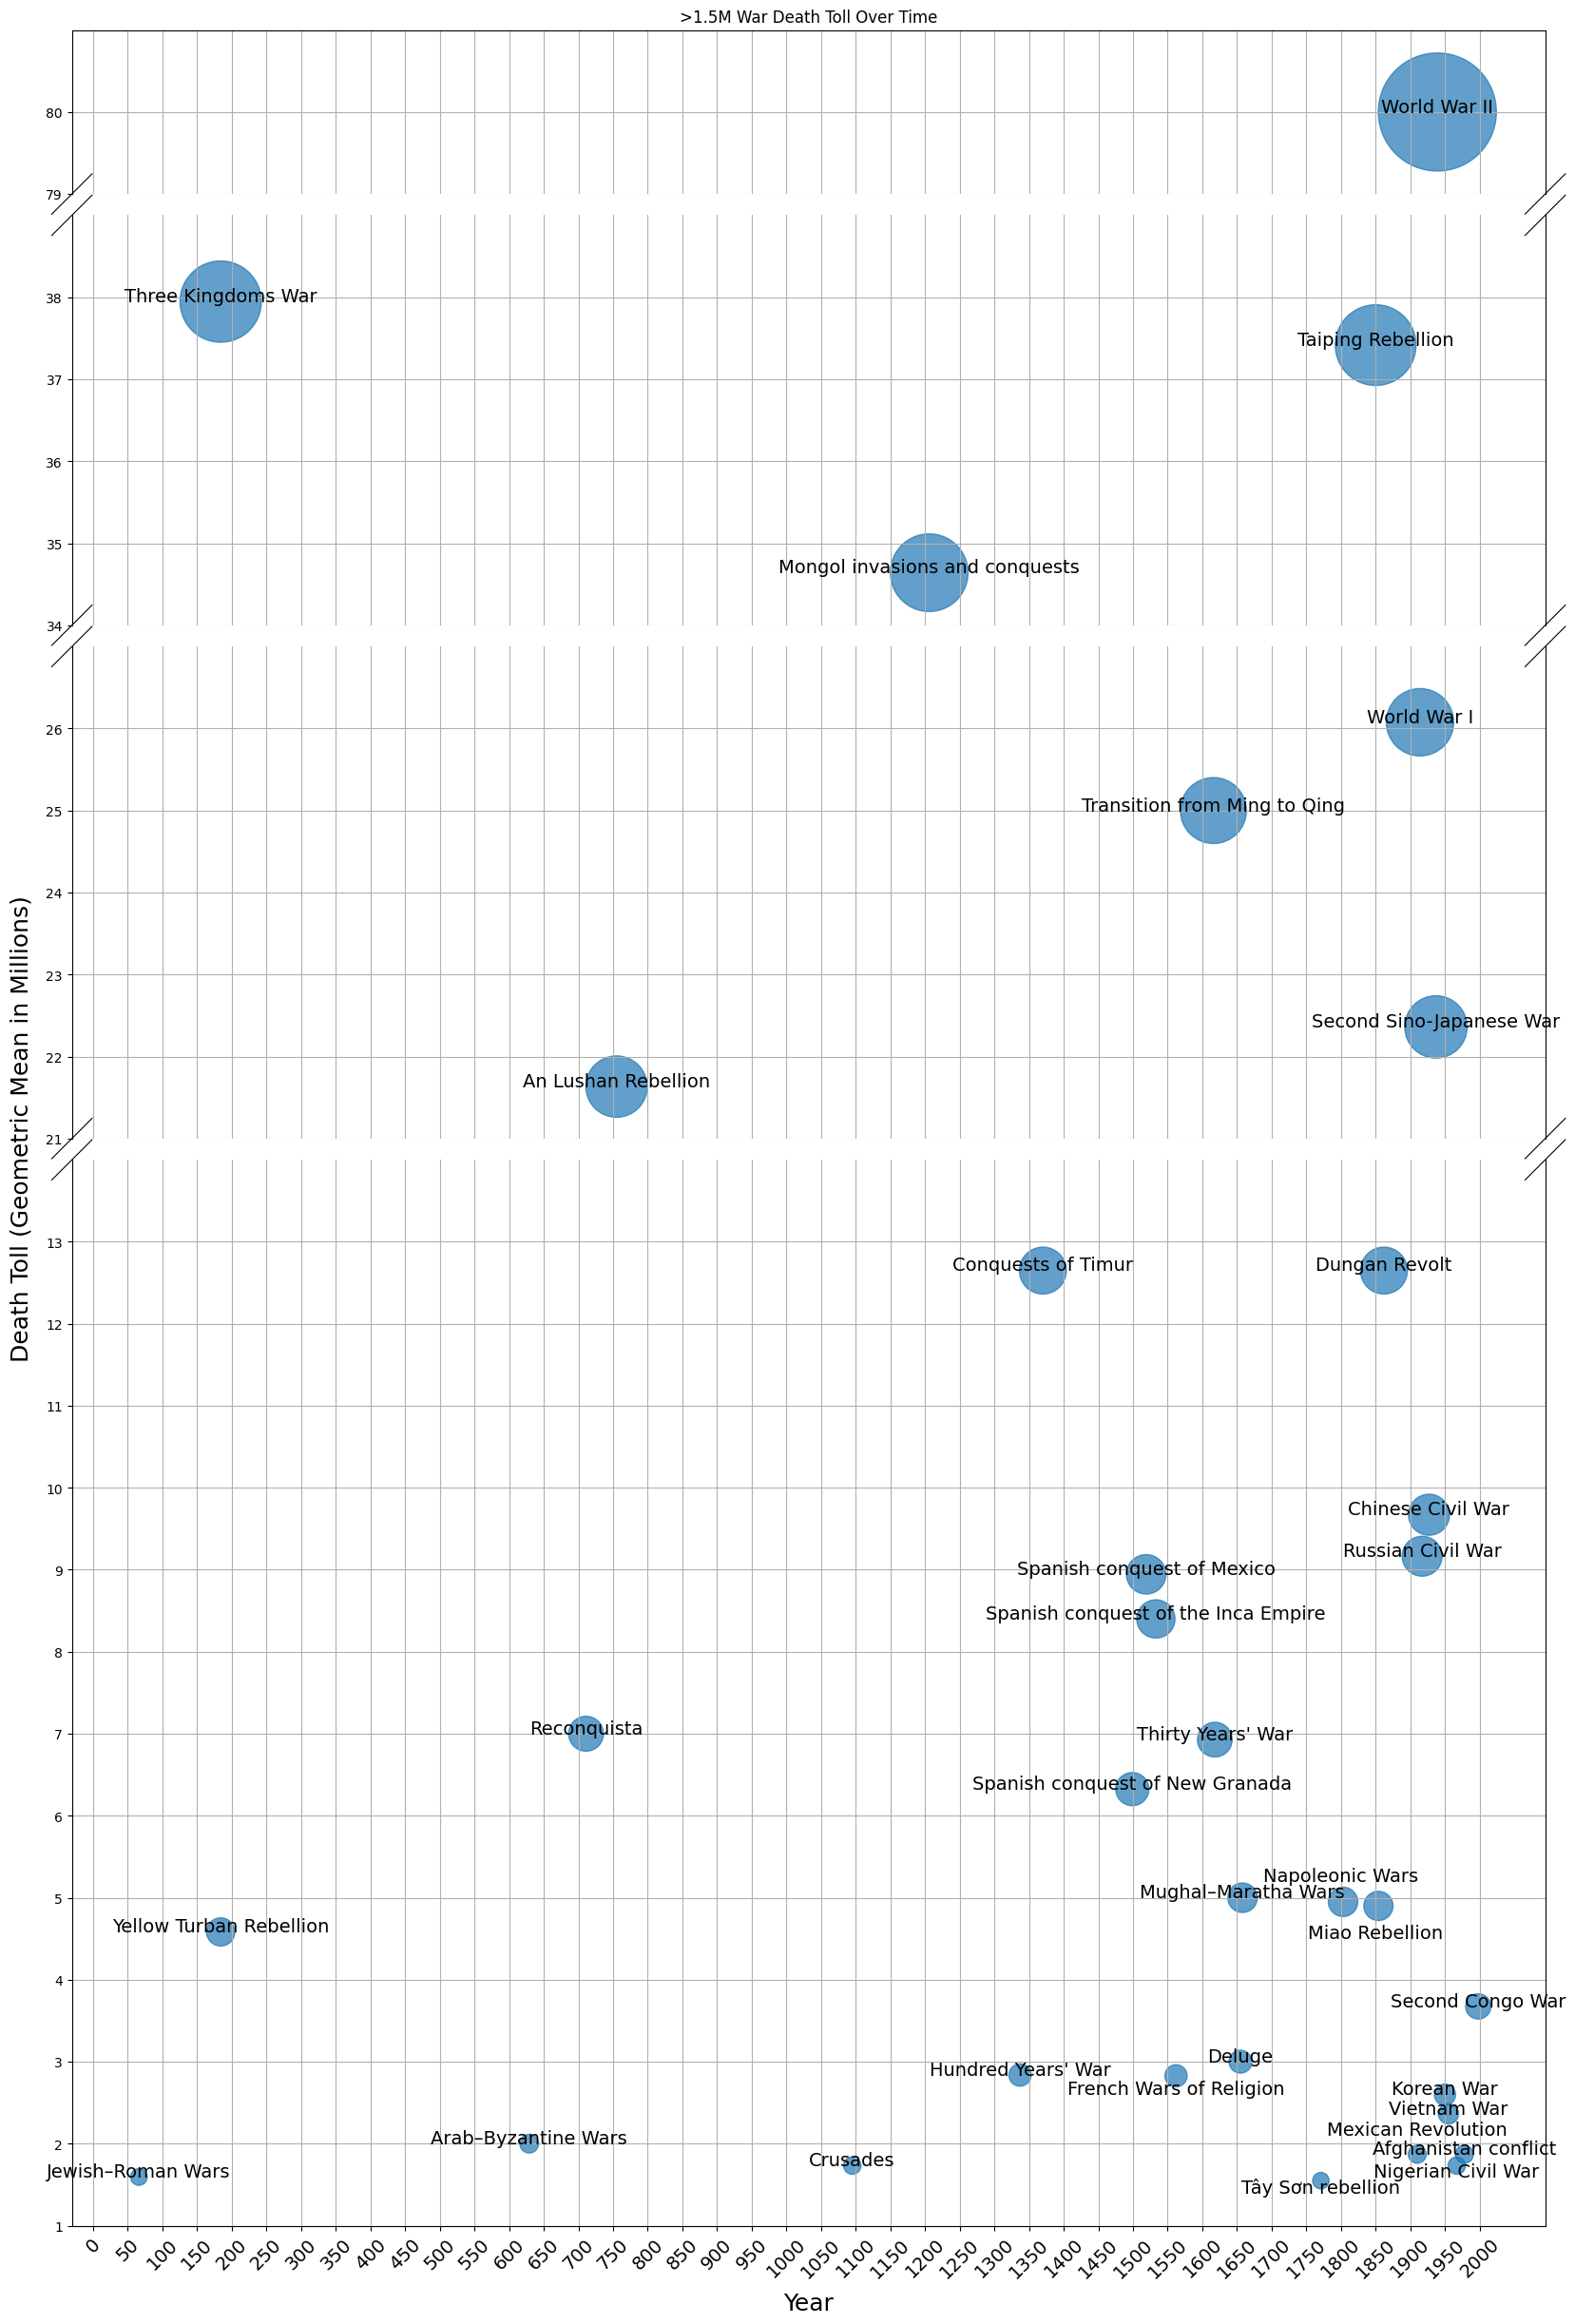 >1.5M War Death Toll Over Time
80
World War II
79
38
Three Kingdoms War
Taiping Rebellion
37
36
35
Mongol invasions and conquests
34
26
World War I
25
Transition from Ming to Qing
24
23
Second Sino-Japanese War
22
An Lushan Rebellion
21
Death Toll (Geometric Mean in Millions)
13
Conquests of Timur
Dungan Revolt
12
11
10
Chinese Civil War
Russian Civil War
9
Spanish conquest of Mexico
Spanish conquest of the Inca Empire
8
7
Reconquista
Thirty Years' War
Spanish conquest of New Granada
6
Napoleonic Wars
5
Mughal–Maratha Wars
Yellow Turban Rebellion
Miao Rebellion
4
Second Congo War
3
Deluge
Hundred Years' War
French Wars of Religion
Korean War
Vietnam War
Mexican Revolution
2
Arab–Byzantine Wars
Afghanistan conflict
Crusades
Jewish–Roman Wars
Nigerian Civil War
Tây Sơn rebellion
1
0 50 100 150 200 250 300 350 400 450 500 550 600 650 700 750 800 850 900 950 1000 1050 1100 1150 1200 1250 1300 1350 1400 1450 1500 1550 1600 1650 1700 1750 1800 1850 1900 1950 2000
Year